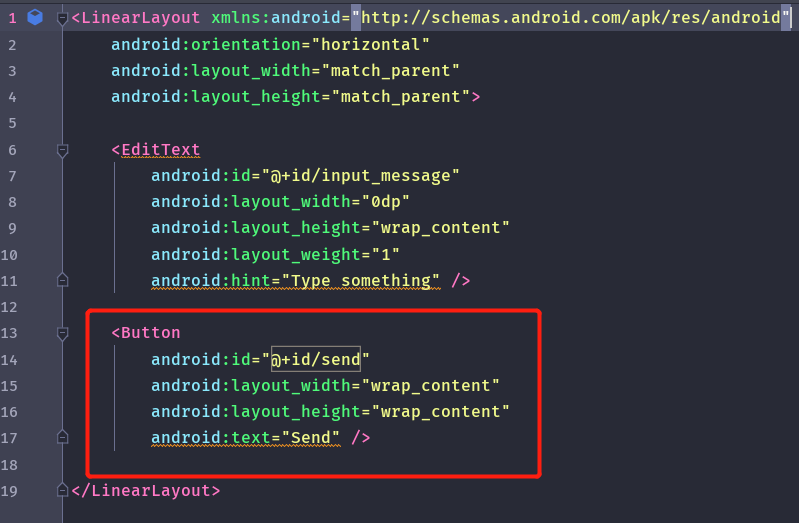 1 <LinearLayout xmlns:android="http://schemas.android.com/apk/res/android"
2 android:orientation="horizontal"
3 android:layout_width="match_parent"
4 android:layout_height="match_parent">
5
6 <EditText
7 android:id="@+id/input_message"
8 android:layout_width="0dp"
9 android:layout_height="wrap_content"
10 android:layout_weight="1"
11 android:hint="Type something" />
12
13 <Button
14 android:id="@+id/send"
15 android:layout_width="wrap_content"
16 android:layout_height="wrap_content"
17 android:text="Send" />
18
19 </LinearLayout>